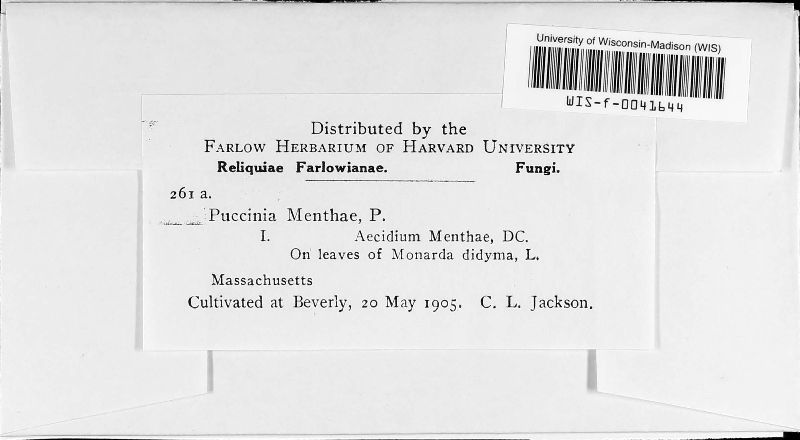 University of Wisconsin-Madison (WIS)
WIS-f-0041644
Distributed by the
FARLOW HERBARIUM OF HARVARD UNIVERSITY
Reliquiae Farlowianae. Fungi.
261 a.
Puccinia Menthae, P.
I. Aecidium Menthae, DC.
On leaves of Monarda didyma, L.
Massachusetts
Cultivated at Beverly, 20 May 1905. C. L. Jackson.